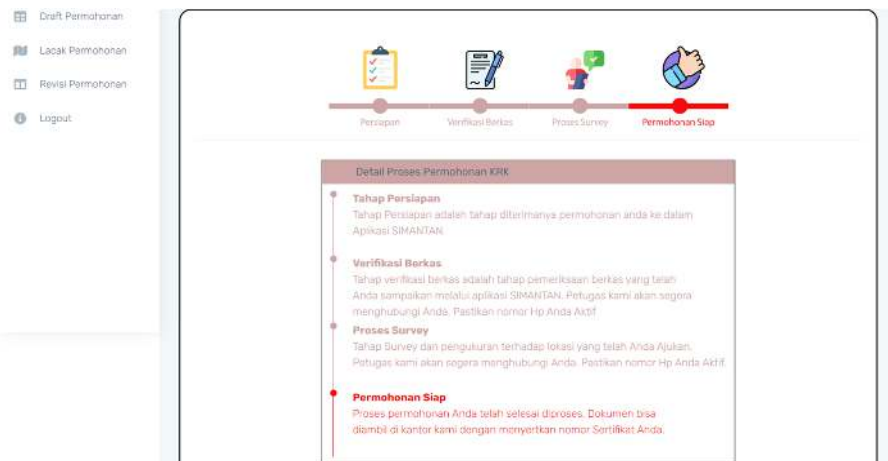 Draft Permohonan
Lacak Permohonan
Revisi Permohonan
Logout
Persiapan
Verifikasi Berkas
Proses Survey
Permohonan Siap
Detail Proses Permohonan KRK
Tahap Persiapan
Tahap Persiapan adalah tahap diterimanya permohonan anda ke dalam
Aplikasi SIMANTAN
Verifikasi Berkas
Tahap verifikasi berkas adalah tahap pemeriksaan berkas yang telah
Anda sampaikan melalui aplikasi SIMANTAN. Petugas kami akan segera
menghubungi Anda. Pastikan nomor Hp Anda Aktif
Proses Survey
Tahap Survey dan pengukuran terhadap lokasi yang telah Anda Ajukan.
Petugas kami akan segera menghubungi Anda. Pastikan nomor Hp Anda Aktif.
Permohonan Siap
Proses permohonan Anda telah selesai diproses. Dokumen bisa
diambil di kantor kami dengan menyertkan nomor Sertifikat Anda.